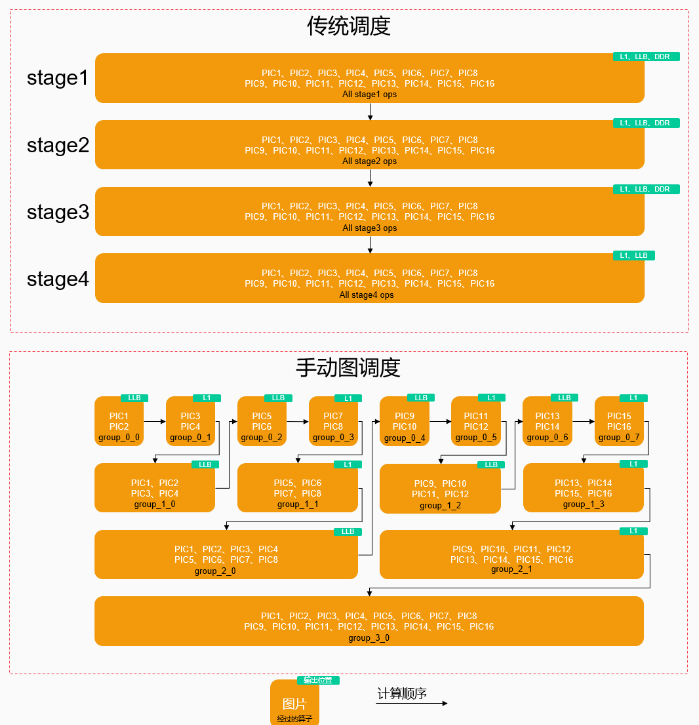 传统调度
stage1
L1、LLB、DDR
PIC1、PIC2、PIC3、PIC4、PIC5、PIC6、PIC7、PIC8
PIC9、PIC10、PIC11、PIC12、PIC13、PIC14、PIC15、PIC16
All stage1 ops
stage2
L1、LLB、DDR
PIC1、PIC2、PIC3、PIC4、PIC5、PIC6、PIC7、PIC8
PIC9、PIC10、PIC11、PIC12、PIC13、PIC14、PIC15、PIC16
All stage2 ops
stage3
L1、LLB、DDR
PIC1、PIC2、PIC3、PIC4、PIC5、PIC6、PIC7、PIC8
PIC9、PIC10、PIC11、PIC12、PIC13、PIC14、PIC15、PIC16
All stage3 ops
stage4
L1、LLB
PIC1、PIC2、PIC3、PIC4、PIC5、PIC6、PIC7、PIC8
PIC9、PIC10、PIC11、PIC12、PIC13、PIC14、PIC15、PIC16
All stage4 ops
手动图调度
LLB
PIC1
PIC2
group_0_0
L1
PIC3
PIC4
group_0_1
LLB
PIC5
PIC6
group_0_2
L1
PIC7
PIC8
group_0_3
LLB
PIC9
PIC10
group_0_4
L1
PIC11
PIC12
group_0_5
LLB
PIC13
PIC14
group_0_6
L1
PIC15
PIC16
group_0_7
LLB
PIC1、PIC2
PIC3、PIC4
group_1_0
L1
PIC5、PIC6
PIC7、PIC8
group_1_1
LLB
PIC9、PIC10
PIC11、PIC12
group_1_2
L1
PIC13、PIC14
PIC15、PIC16
group_1_3
LLB
PIC1、PIC2、PIC3、PIC4
PIC5、PIC6、PIC7、PIC8
group_2_0
L1
PIC9、PIC10、PIC11、PIC12
PIC13、PIC14、PIC15、PIC16
group_2_1
PIC1、PIC2、PIC3、PIC4、PIC5、PIC6、PIC7、PIC8
PIC9、PIC10、PIC11、PIC12、PIC13、PIC14、PIC15、PIC16
group_3_0
输出位置
图片
经过的算子
计算顺序